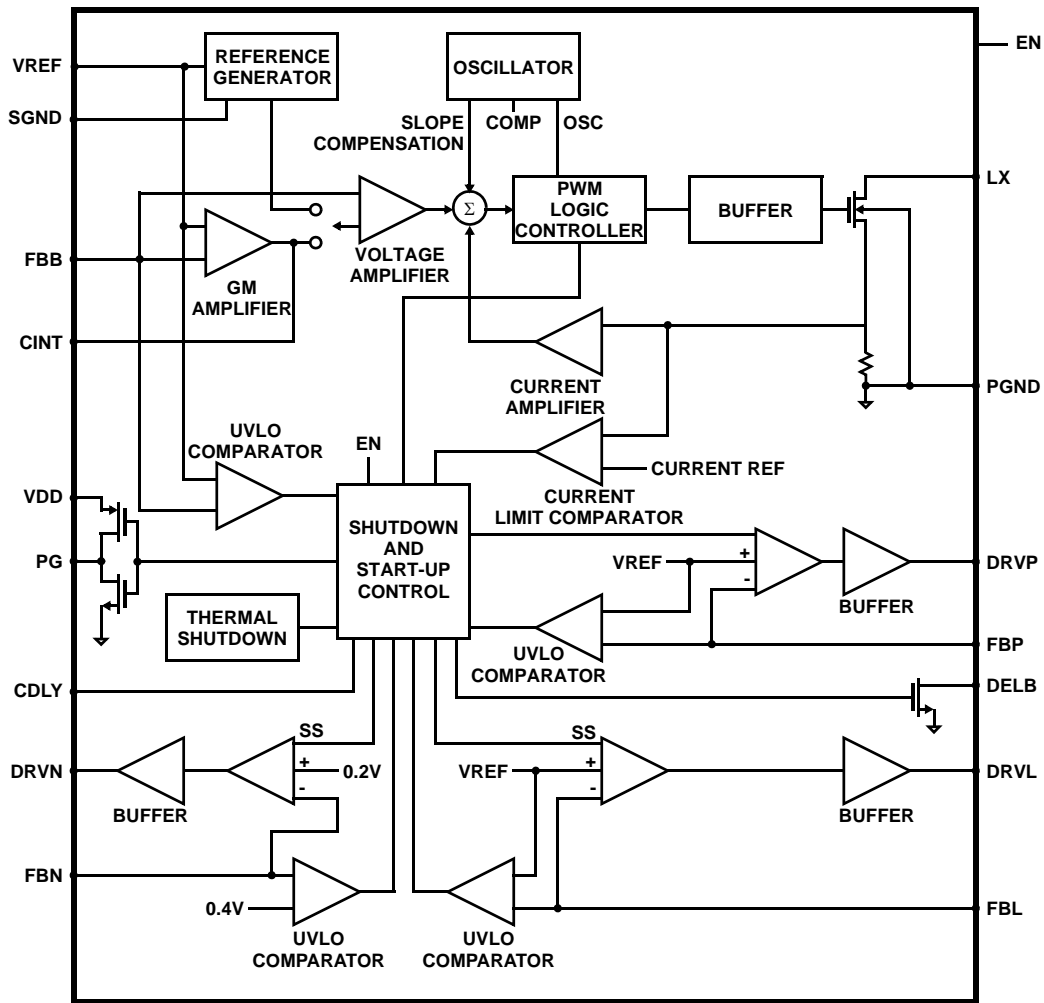 EN
VREF
REFERENCE
GENERATOR
OSCILLATOR
SGND
SLOPE
COMPENSATION
COMP
OSC
LX
PWM
LOGIC
CONTROLLER
BUFFER
Σ
FBB
VOLTAGE
AMPLIFIER
GM
AMPLIFIER
CINT
CURRENT
AMPLIFIER
PGND
UVLO
COMPARATOR
EN
CURRENT REF
VDD
CURRENT
LIMIT COMPARATOR
SHUTDOWN
AND
START-UP
CONTROL
PG
VREF
+
-
DRVP
BUFFER
THERMAL
SHUTDOWN
UVLO
COMPARATOR
FBP
CDLY
DELB
SS
+
0.2V
-
DRVN
BUFFER
SS
VREF
+
-
DRVL
BUFFER
FBN
0.4V
UVLO
COMPARATOR
UVLO
COMPARATOR
FBL